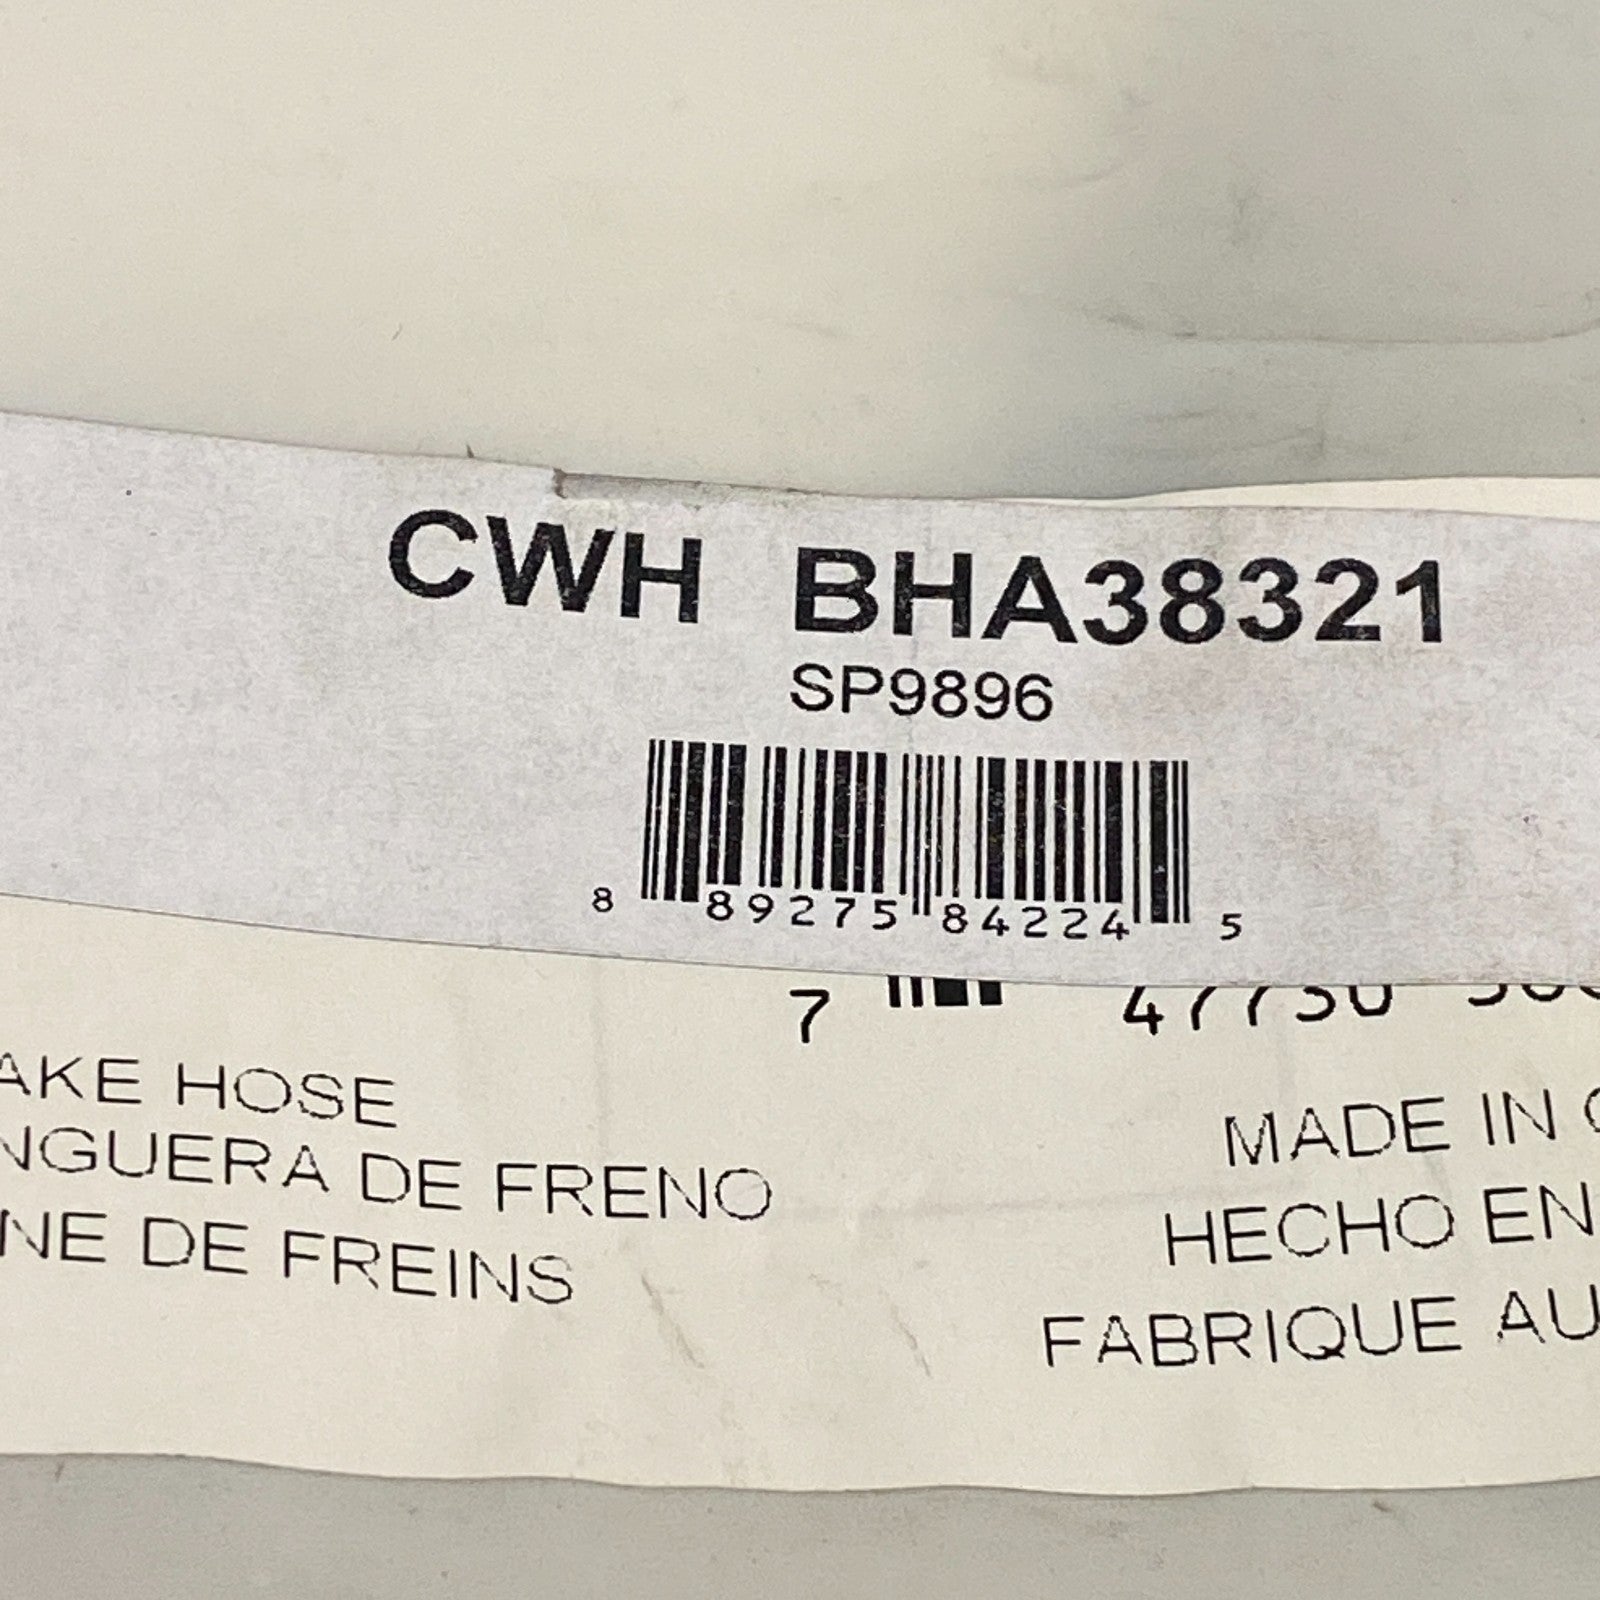 CWH BHA38321
SP9896
8 89275 84224 5
7
AKE HOSE
NGUERA DE FRENO
NE DE FREINS
MADE IN
HECHO EN
FABRIQUE AU